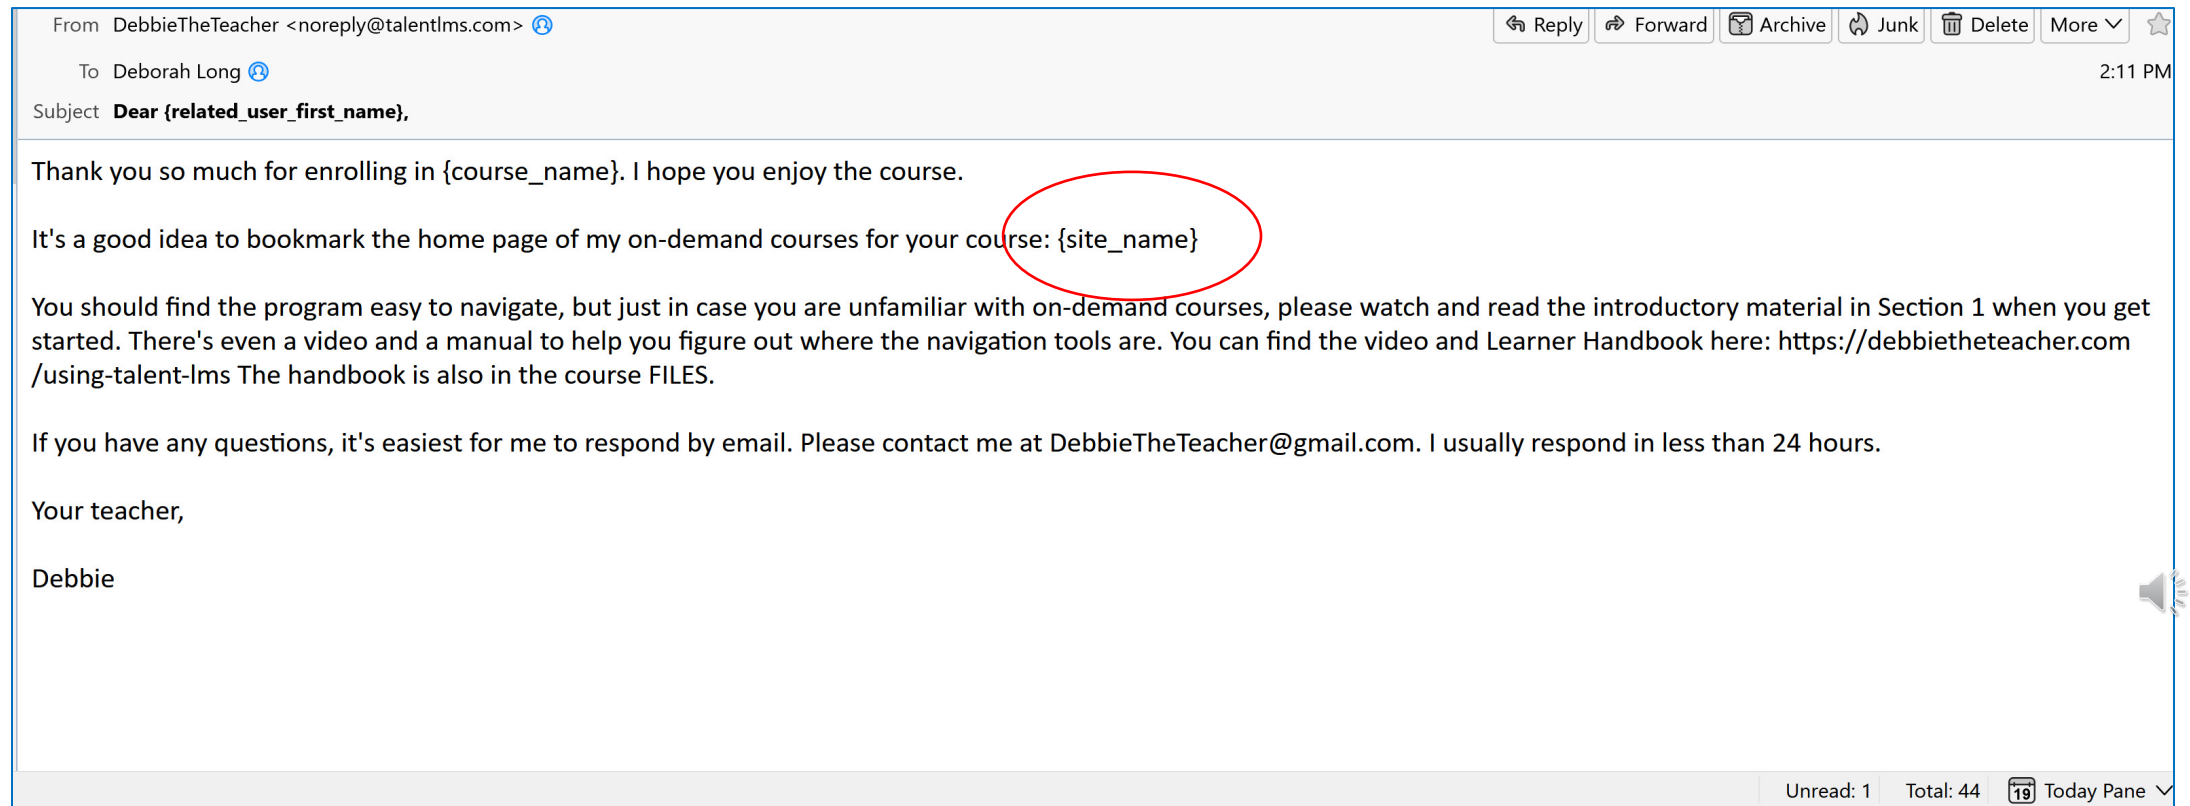 From DebbieTheTeacher <noreply@talentlms.com> Reply Forward Archive Junk Delete More
To Deborah Long 2:11 PM
Subject Dear {related_user_first_name},
Thank you so much for enrolling in {course_name}. I hope you enjoy the course.
It's a good idea to bookmark the home page of my on-demand courses for your course: {site_name}
You should find the program easy to navigate, but just in case you are unfamiliar with on-demand courses, please watch and read the introductory material in Section 1 when you get
started. There's even a video and a manual to help you figure out where the navigation tools are. You can find the video and Learner Handbook here: https://debbietheteacher.com
/using-talent-lms The handbook is also in the course FILES.
If you have any questions, it's easiest for me to respond by email. Please contact me at DebbieTheTeacher@gmail.com. I usually respond in less than 24 hours.
Your teacher,
Debbie
Unread: 1 Total: 44 19 Today Pane